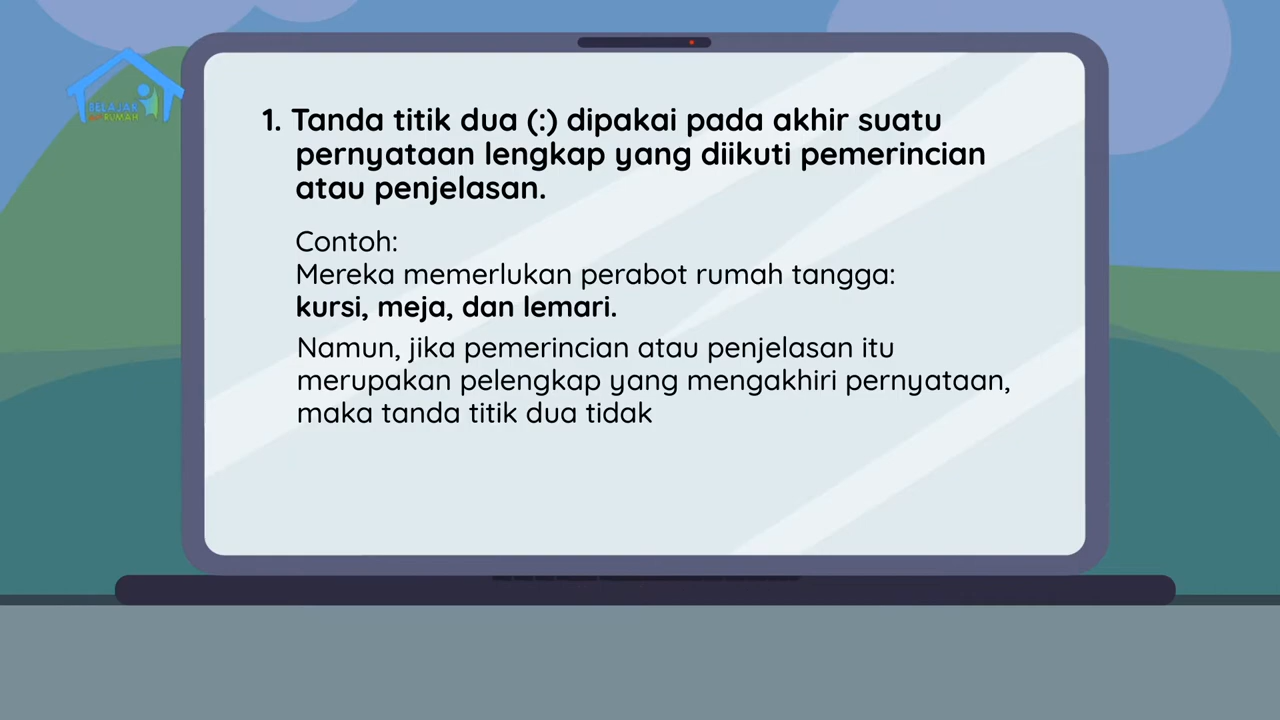 BELAJAR
RUMAH
1. Tanda titik dua (:) dipakai pada akhir suatu
pernyataan lengkap yang diikuti pemerincian
atau penjelasan.
Contoh:
Mereka memerlukan perabot rumah tangga:
kursi, meja, dan lemari.
Namun, jika pemerincian atau penjelasan itu
merupakan pelengkap yang mengakhiri pernyataan,
maka tanda titik dua tidak